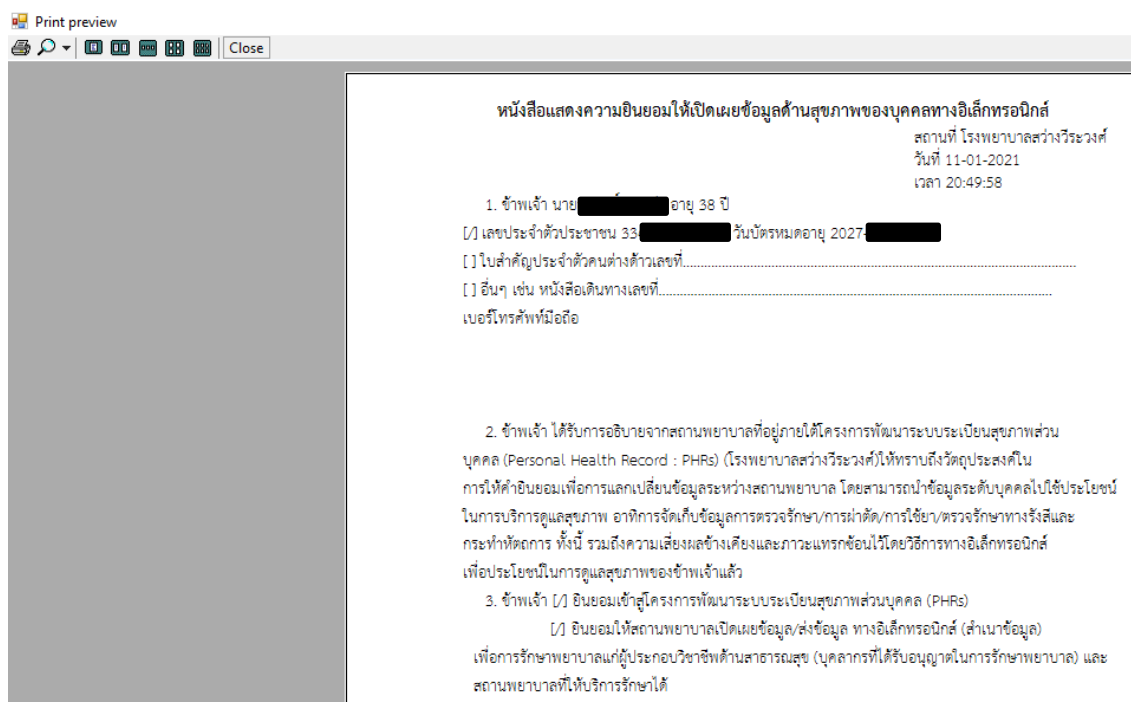 Print preview
Close
หนังสือแสดงความยินยอมให้เปิดเผยข้อมูลด้านสุขภาพของบุคคลทางอิเล็กทรอนิกส์
สถานที่ โรงพยาบาลสว่างวีระวงศ์
วันที่ 11-01-2021
เวลา 20:49:58
1. ข้าพเจ้า นาย อายุ 38 ปี
[/] เลขประจำตัวประชาชน 33 วันบัตรหมดอายุ 2027-
[ ] ใบสำคัญประจำตัวคนต่างด้าวเลขที่..........
[ ] อื่นๆ เช่น หนังสือเดินทางเลขที่..........
เบอร์โทรศัพท์มือถือ
2. ข้าพเจ้า ได้รับการอธิบายจากสถานพยาบาลที่อยู่ภายใต้โครงการพัฒนาระบบระเบียนสุขภาพส่วน
บุคคล (Personal Health Record : PHRs) (โรงพยาบาลสว่างวีระวงศ์)ให้ทราบถึงวัตถุประสงค์ใน
การให้คำยินยอมเพื่อการแลกเปลี่ยนข้อมูลระหว่างสถานพยาบาล โดยสามารถนำข้อมูลระดับบุคคลไปใช้ประโยชน์
ในการบริการดูแลสุขภาพ อาทิการจัดเก็บข้อมูลการตรวจรักษา/การผ่าตัด/การใช้ยา/ตรวจรักษาทางรังสีและ
กระทำหัตถการ ทั้งนี้ รวมถึงความเสี่ยงผลข้างเคียงและภาวะแทรกซ้อนไว้โดยวิธีการทางอิเล็กทรอนิกส์
เพื่อประโยชน์ในการดูแลสุขภาพของข้าพเจ้าแล้ว
3. ข้าพเจ้า [/] ยินยอมเข้าสู่โครงการพัฒนาระบบระเบียนสุขภาพส่วนบุคคล (PHRs)
[/] ยินยอมให้สถานพยาบาลเปิดเผยข้อมูล/ส่งข้อมูล ทางอิเล็กทรอนิกส์ (สำเนาข้อมูล)
เพื่อการรักษาพยาบาลแก่ผู้ประกอบวิชาชีพด้านสาธารณสุข (บุคลากรที่ได้รับอนุญาตในการรักษาพยาบาล) และ
สถานพยาบาลที่ให้บริการรักษาได้